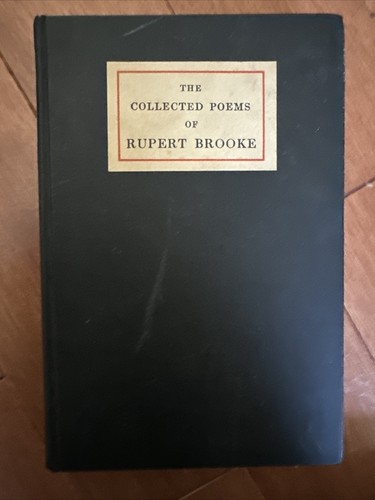 THE
COLLECTED POEMS
OF
RUPERT BROOKE